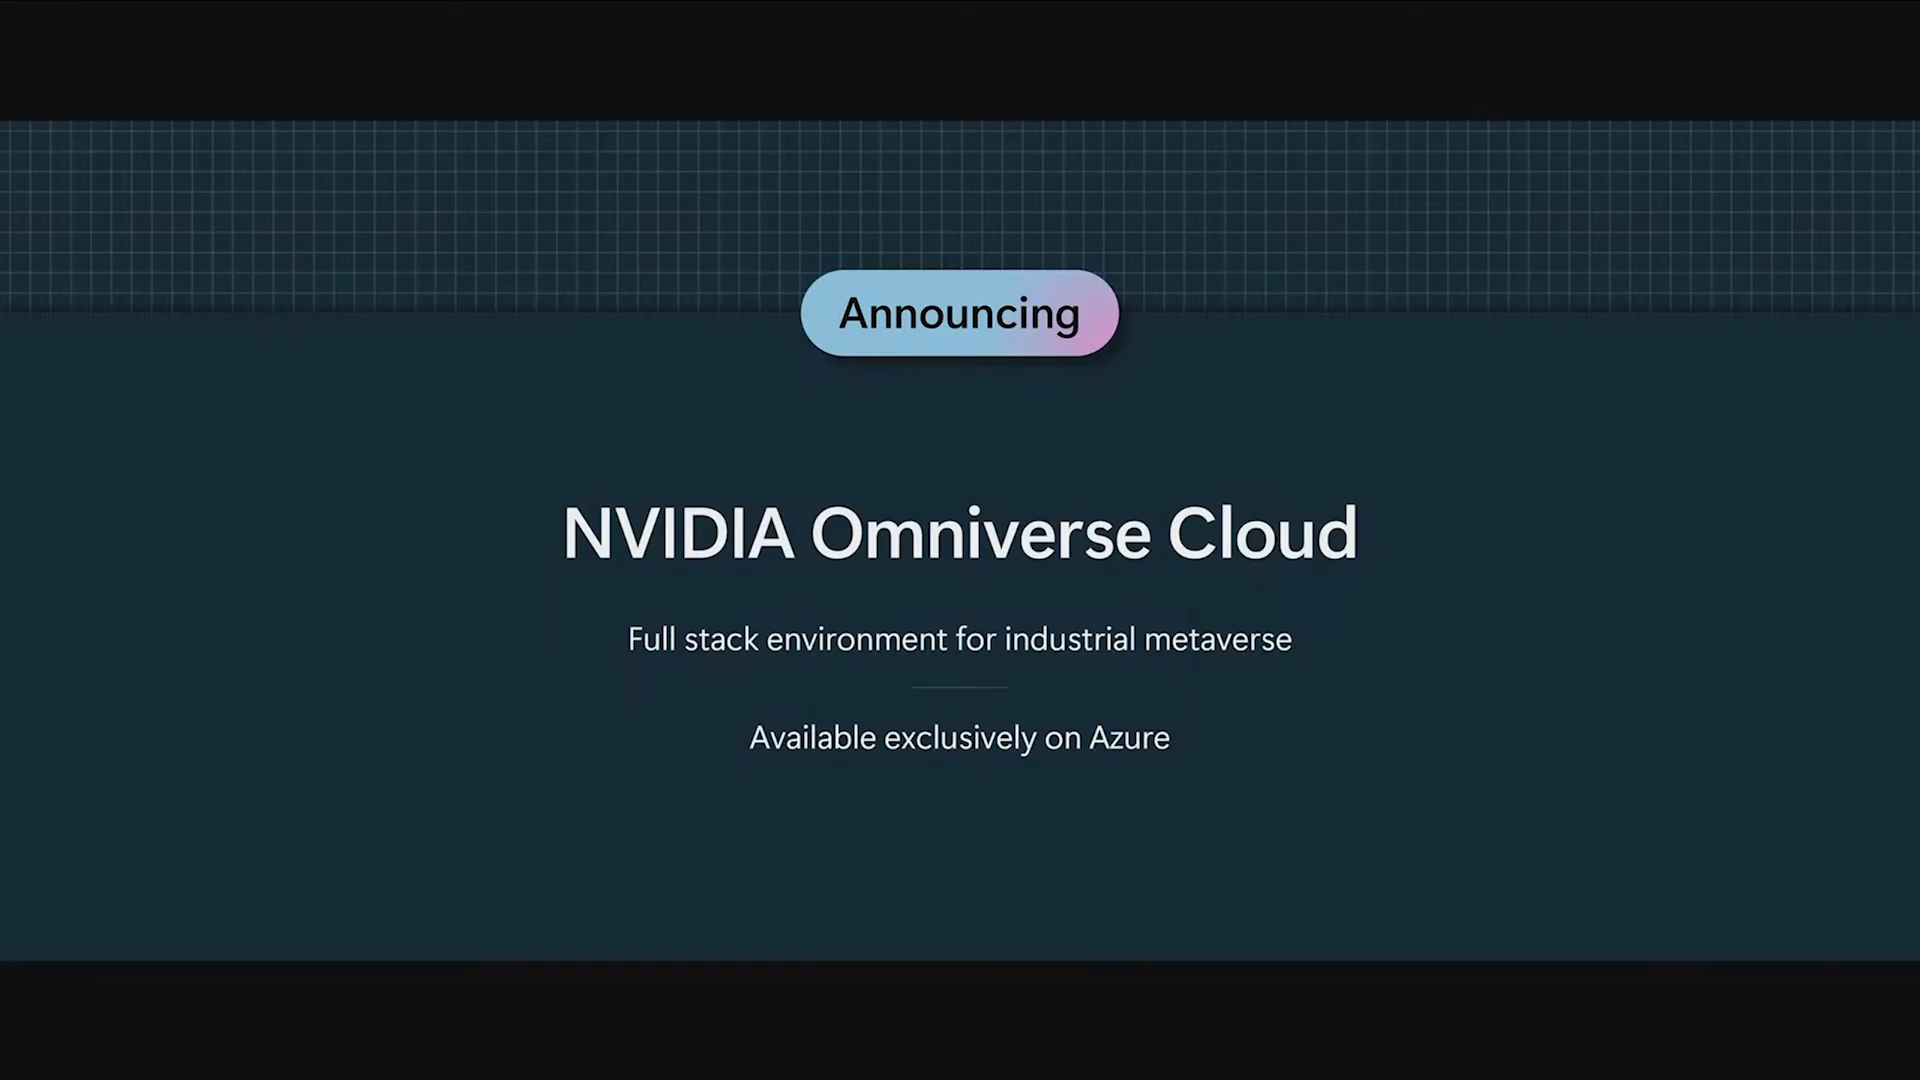 Announcing
NVIDIA Omniverse Cloud
Full stack environment for industrial metaverse
Available exclusively on Azure